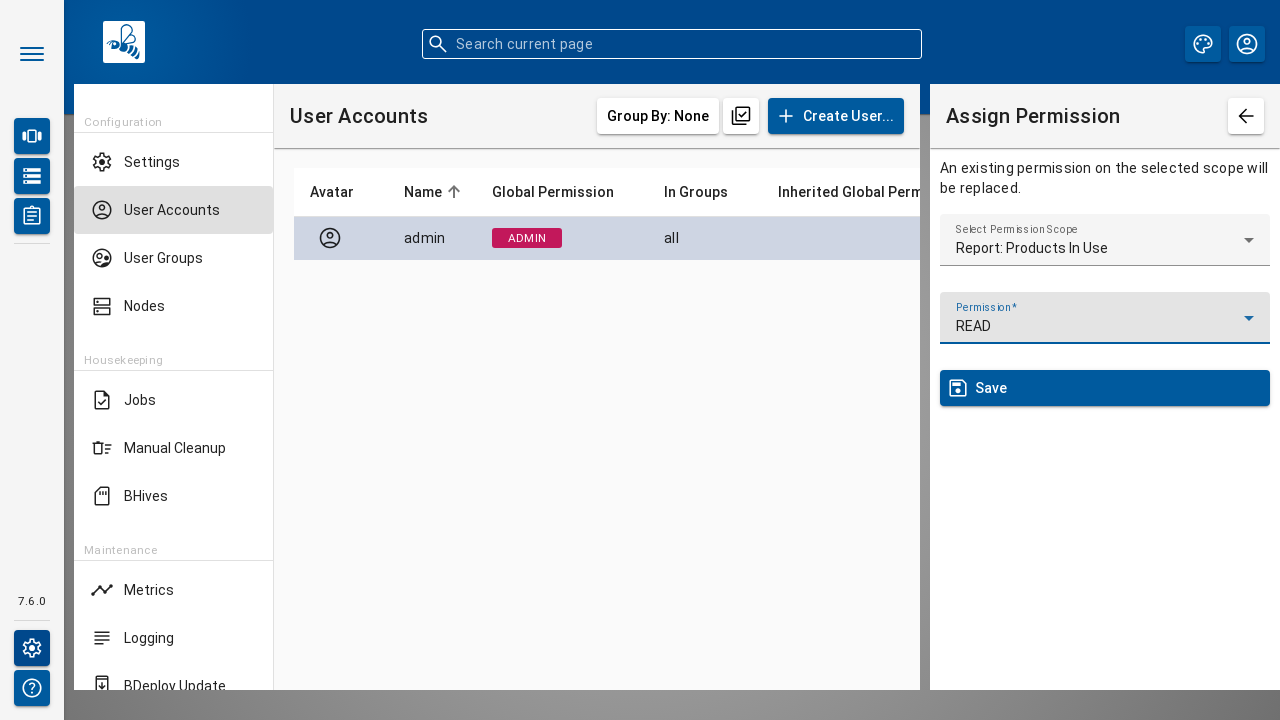 Search current page
Configuration
Settings
User Accounts
User Groups
Nodes
Housekeeping
Jobs
Manual Cleanup
BHives
Maintenance
Metrics
Logging
BDeploy Update
7.6.0
User Accounts
Group By: None
Create User...
Avatar
Name
Global Permission
In Groups
Inherited Global Perm
admin
ADMIN
all
Assign Permission
An existing permission on the selected scope will
be replaced.
Select Permission Scope
Report: Products In Use
Permission*
READ
Save